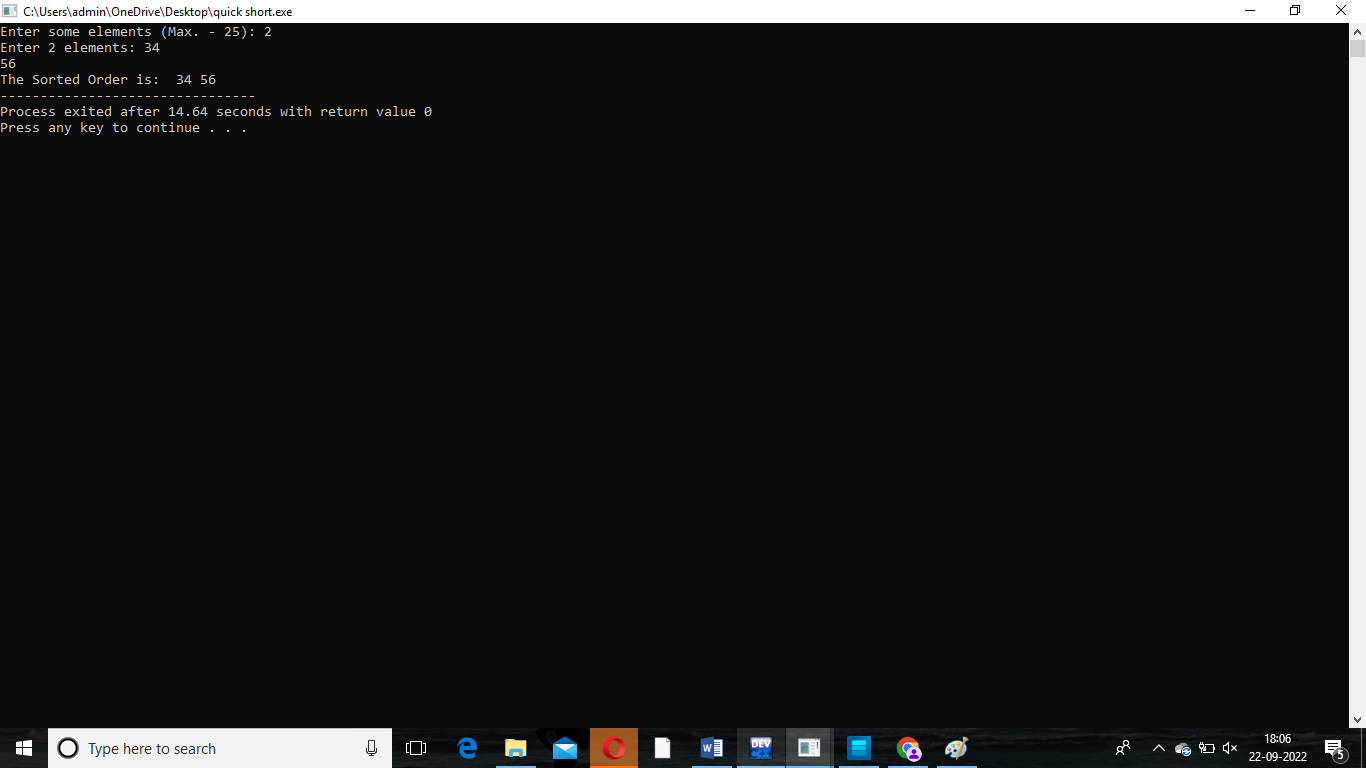 C:\Users\admin\OneDrive\Desktop\quick short.exe
Enter some elements (Max. - 25): 2
Enter 2 elements: 34
56
The Sorted Order is:  34 56
--------------------------------
Process exited after 14.64 seconds with return value 0
Press any key to continue . . .
Type here to search
DEV
18:06
22-09-2022
5